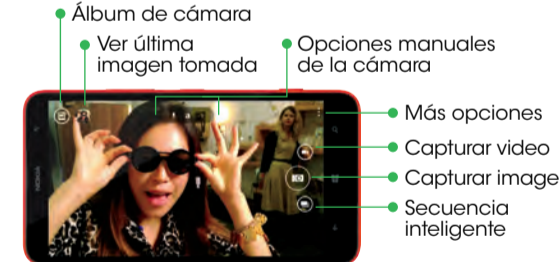 Álbum de cámara
Ver última
imagen tomada
Opciones manuales
de la cámara
Más opciones
Capturar video
Capturar image
Secuencia
inteligente
NOKIA